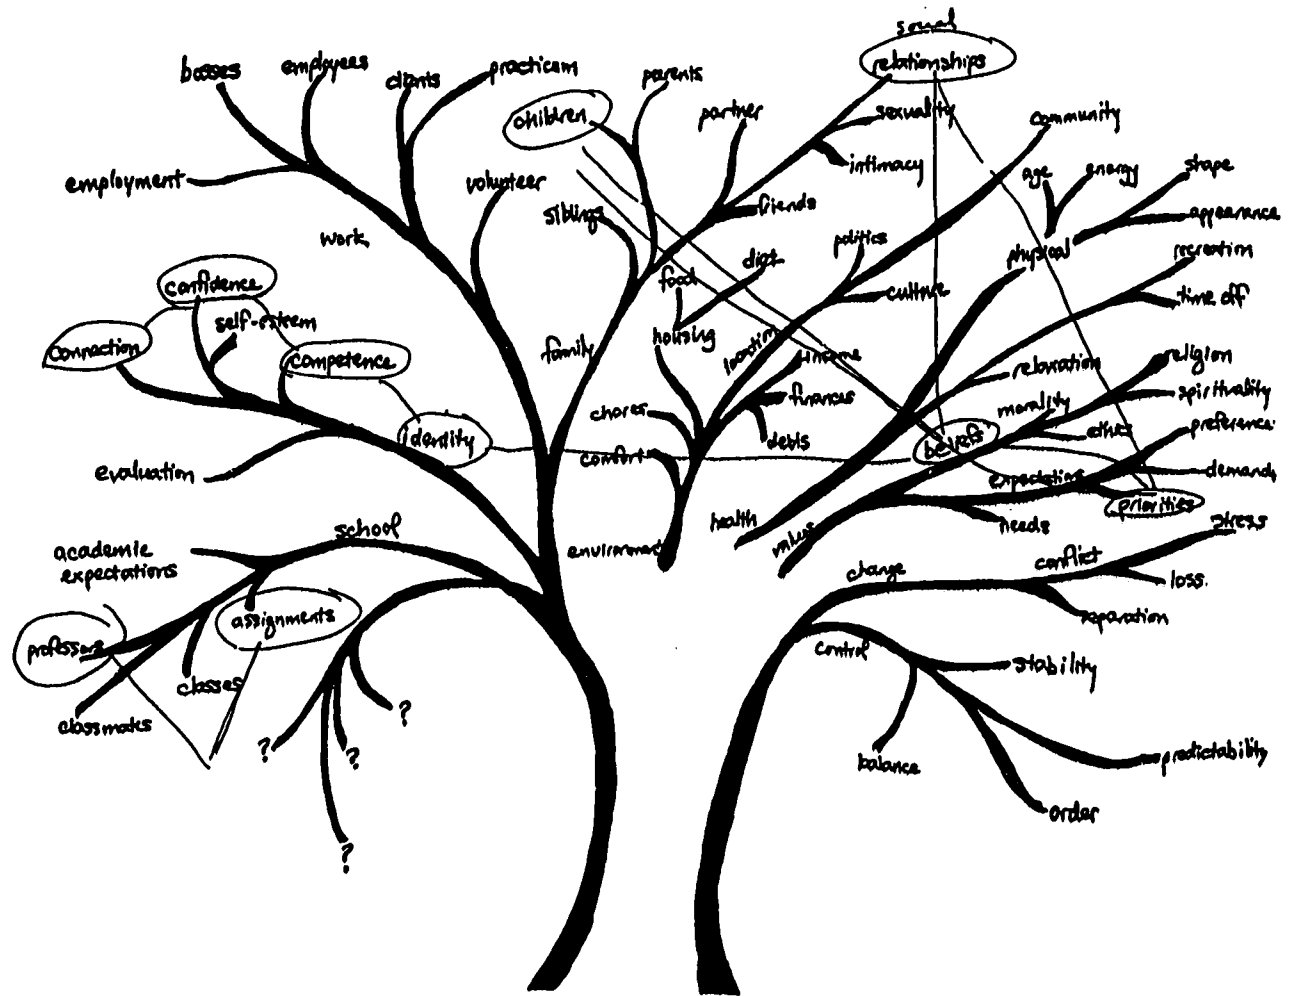 social
relationships
bosses
employees
clients
practicum
parents
children
partner
sexuality
community
intimacy
age
energy
shape
employment
volunteer
siblings
friends
appearance
work
politics
physical
recreation
food
diet
culture
time off
confidence
self-esteem
connection
competence
family
housing
location
income
relaxation
religion
spirituality
finances
morality
chores
debts
ethics
preference
identity
beliefs
comfort
evaluation
expectations
demands
priorities
health
values
needs
stress
school
environment
academic
expectations
change
conflict
loss.
assignments
separation
professors
control
stability
classes
classmates
?
?
?
?
balance
predictability
order